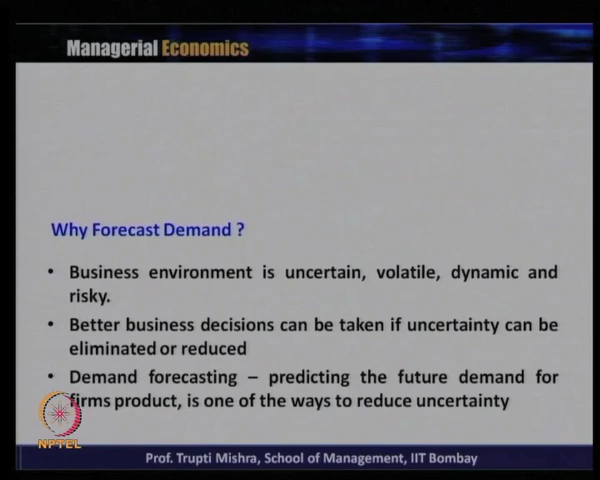 Managerial Economics
Why Forecast Demand ?
• Business environment is uncertain, volatile, dynamic and
risky.
• Better business decisions can be taken if uncertainty can be
eliminated or reduced
• Demand forecasting – predicting the future demand for
firms product, is one of the ways to reduce uncertainty
NPTEL
Prof. Trupti Mishra, School of Management, IIT Bombay